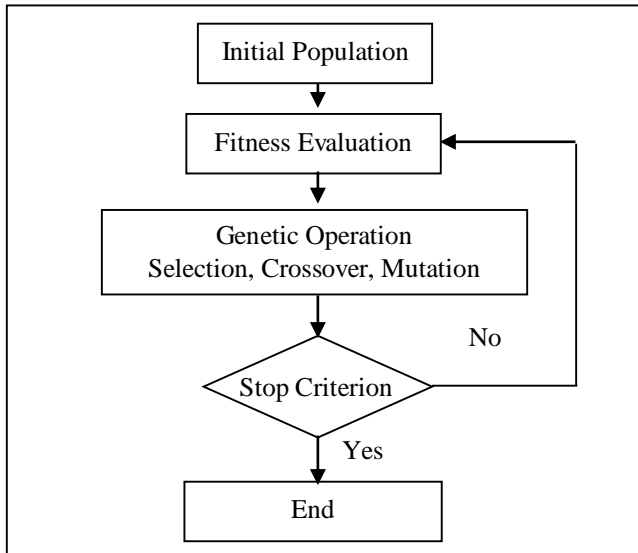 Initial Population
Fitness Evaluation
Genetic Operation
Selection, Crossover, Mutation
No
Stop Criterion
Yes
End